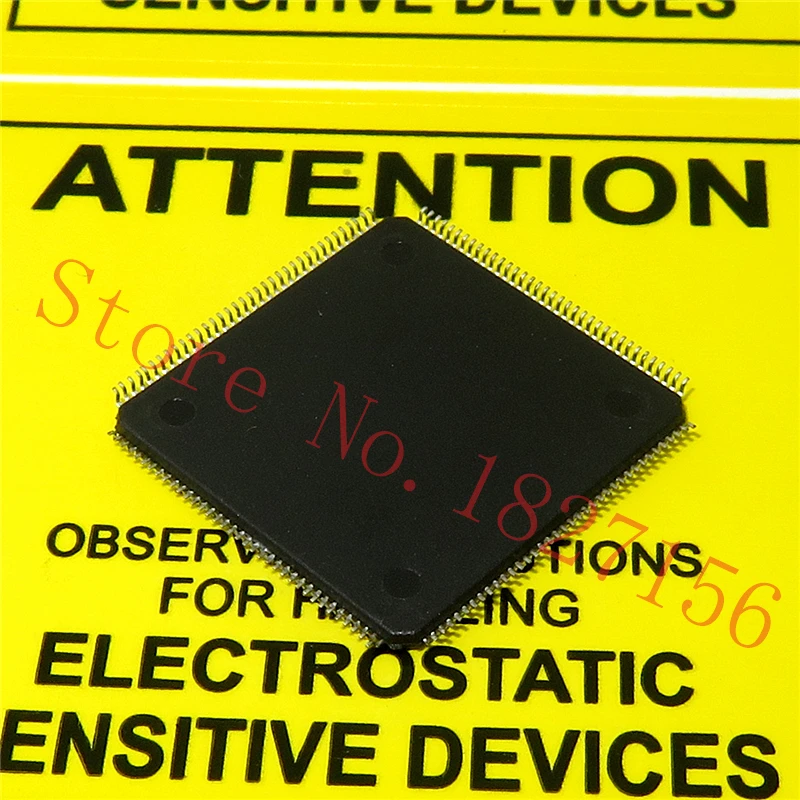 SENSITIVE DEVICES
ATTENTION
Store No. 1827156
OBSERV TIONS
FOR H LING
ELECTROSTATIC
ENSITIVE DEVICES